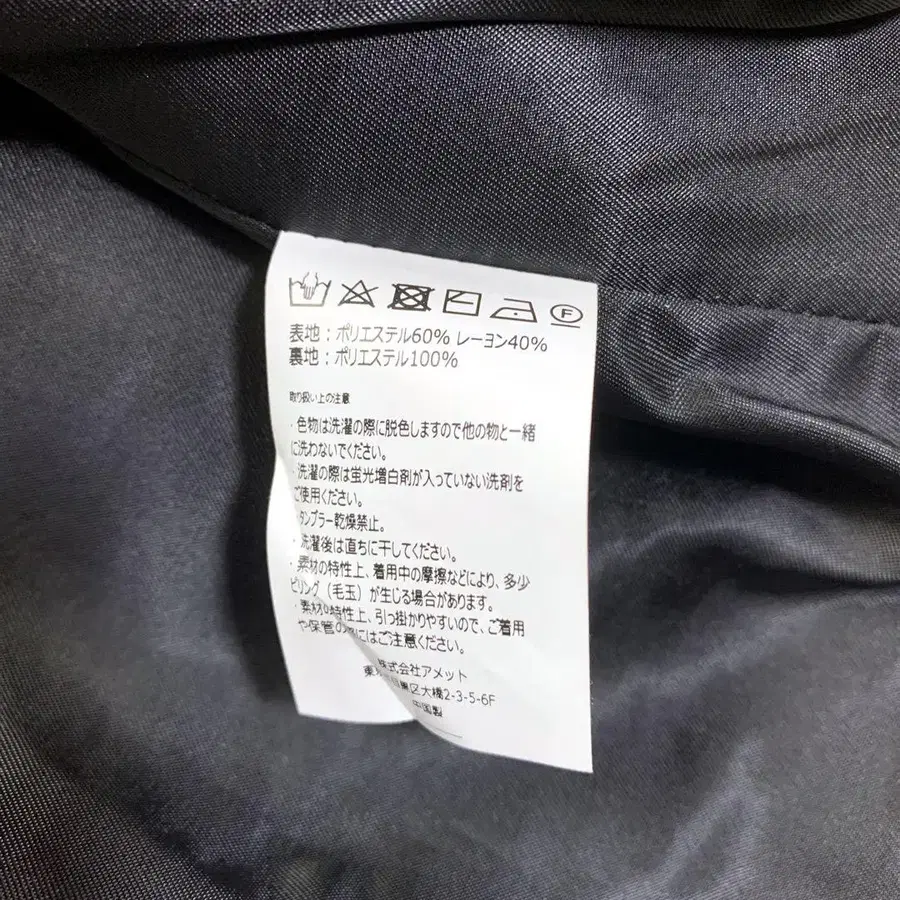 F
表地：ポリエステル60% レーヨン40%
裏地：ポリエステル100%
取り扱い上の注意
・色物は洗濯の際に脱色しますので他の物と一緒
に洗わないでください。
・洗濯の際は蛍光増白剤が入っていない洗剤を
ご使用ください。
タンブラー乾燥禁止。
・洗濯後は直ちに干してください。
・素材の特性上、着用中の摩擦などにより、多少
ピリング（毛玉）が生じる場合があります。
・素材の特性上、引っ掛かりやすいので、ご着用
や保管の際にはご注意ください。
株式会社アメット
区大橋2-3-5-6F
中国製